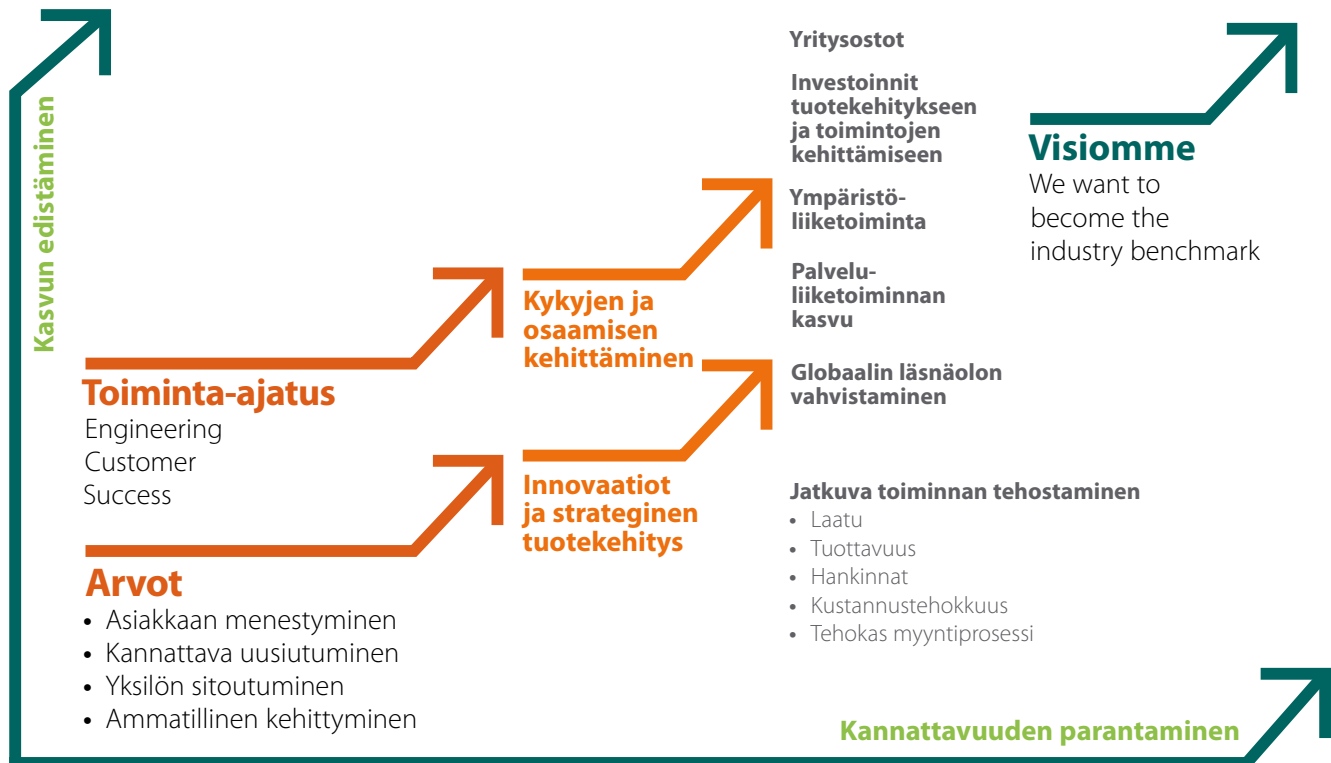 Kasvun edistäminen
Toiminta-ajatus
Engineering
Customer
Success
Arvot
• Asiakkaan menestyminen
• Kannattava uusiutuminen
• Yksilön sitoutuminen
• Ammatillinen kehittyminen
Kykyjen ja
osaamisen
kehittäminen
Innovaatiot
ja strateginen
tuotekehitys
Yritysostot
Investoinnit
tuotekehitykseen
ja toimintojen
kehittämiseen
Ympäristö-
liiketoiminta
Palvelu-
liiketoiminnan
kasvu
Globaalin läsnäolon
vahvistaminen
Jatkuva toiminnan tehostaminen
• Laatu
• Tuottavuus
• Hankinnat
• Kustannustehokkuus
• Tehokas myyntiprosessi
Visiomme
We want to
become the
industry benchmark
Kannattavuuden parantaminen